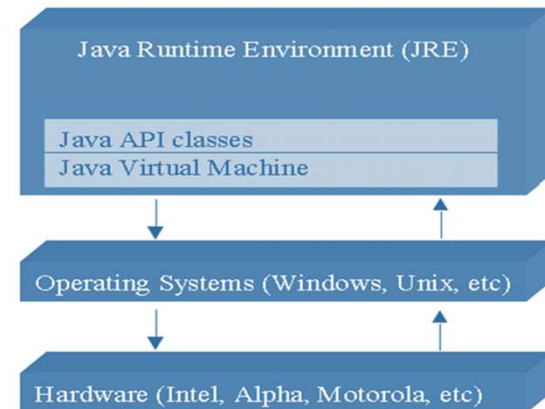 Java Runtime Environment (JRE)
Java API classes
Java Virtual Machine
Operating Systems (Windows, Unix, etc)
Hardware (Intel, Alpha, Motorola, etc)